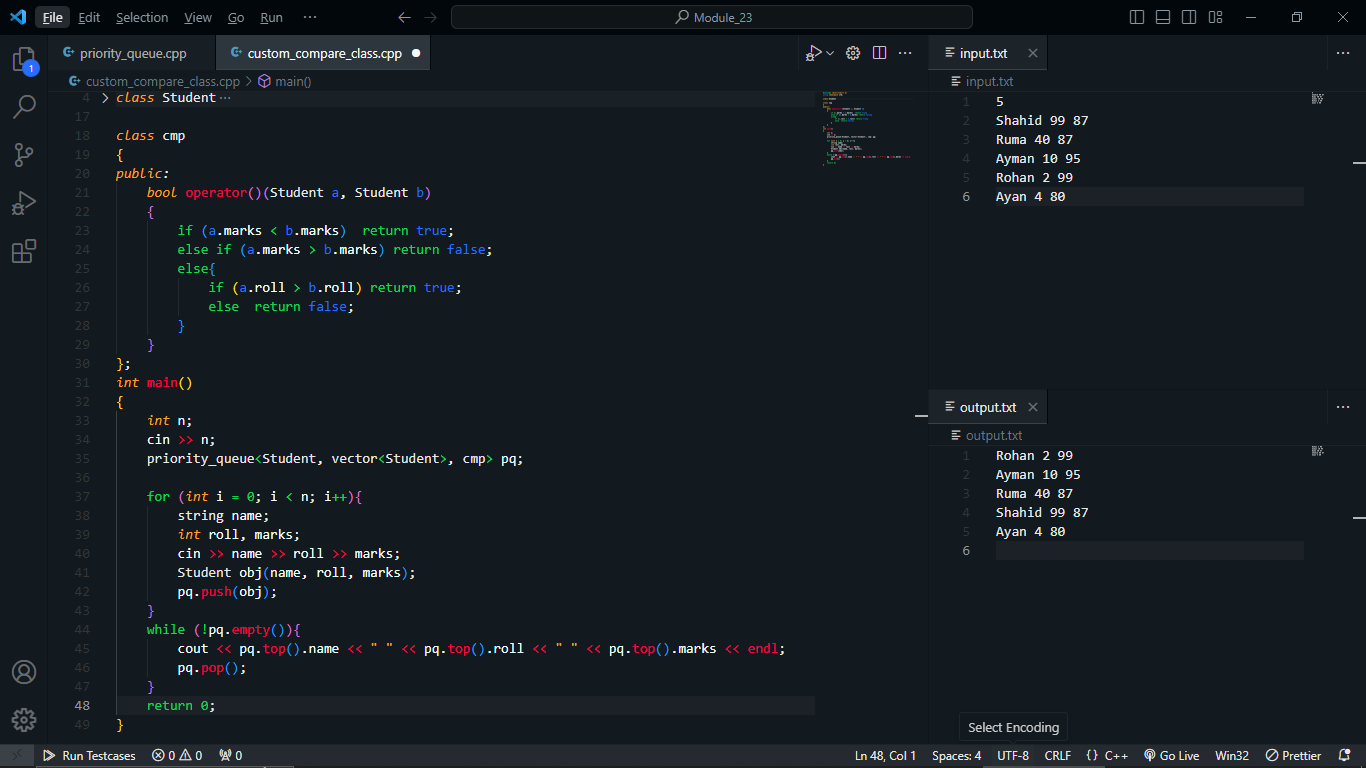 File Edit Selection View Go Run ··· Module_23
priority_queue.cpp custom_compare_class.cpp
custom_compare_class.cpp > main()
4 class Student ···
17
18 class cmp
19 {
20 public:
21 bool operator()(Student a, Student b)
22 {
23 if (a.marks < b.marks)  return true;
24 else if (a.marks > b.marks) return false;
25 else{
26 if (a.roll > b.roll) return true;
27 else  return false;
28 }
29 }
30 };
31 int main()
32 {
33 int n;
34 cin >> n;
35 priority_queue<Student, vector<Student>, cmp> pq;
36
37 for (int i = 0; i < n; i++){
38 string name;
39 int roll, marks;
40 cin >> name >> roll >> marks;
41 Student obj(name, roll, marks);
42 pq.push(obj);
43 }
44 while (!pq.empty()){
45 cout << pq.top().name << " " << pq.top().roll << " " << pq.top().marks << endl;
46 pq.pop();
47 }
48 return 0;
49 }
input.txt
input.txt
1 5
2 Shahid 99 87
3 Ruma 40 87
4 Ayman 10 95
5 Rohan 2 99
6 Ayan 4 80
output.txt
output.txt
1 Rohan 2 99
2 Ayman 10 95
3 Ruma 40 87
4 Shahid 99 87
5 Ayan 4 80
6
Select Encoding
1
Run Testcases 0 0 0 Ln 48, Col 1 Spaces: 4 UTF-8 CRLF {} C++ Go Live Win32 Prettier